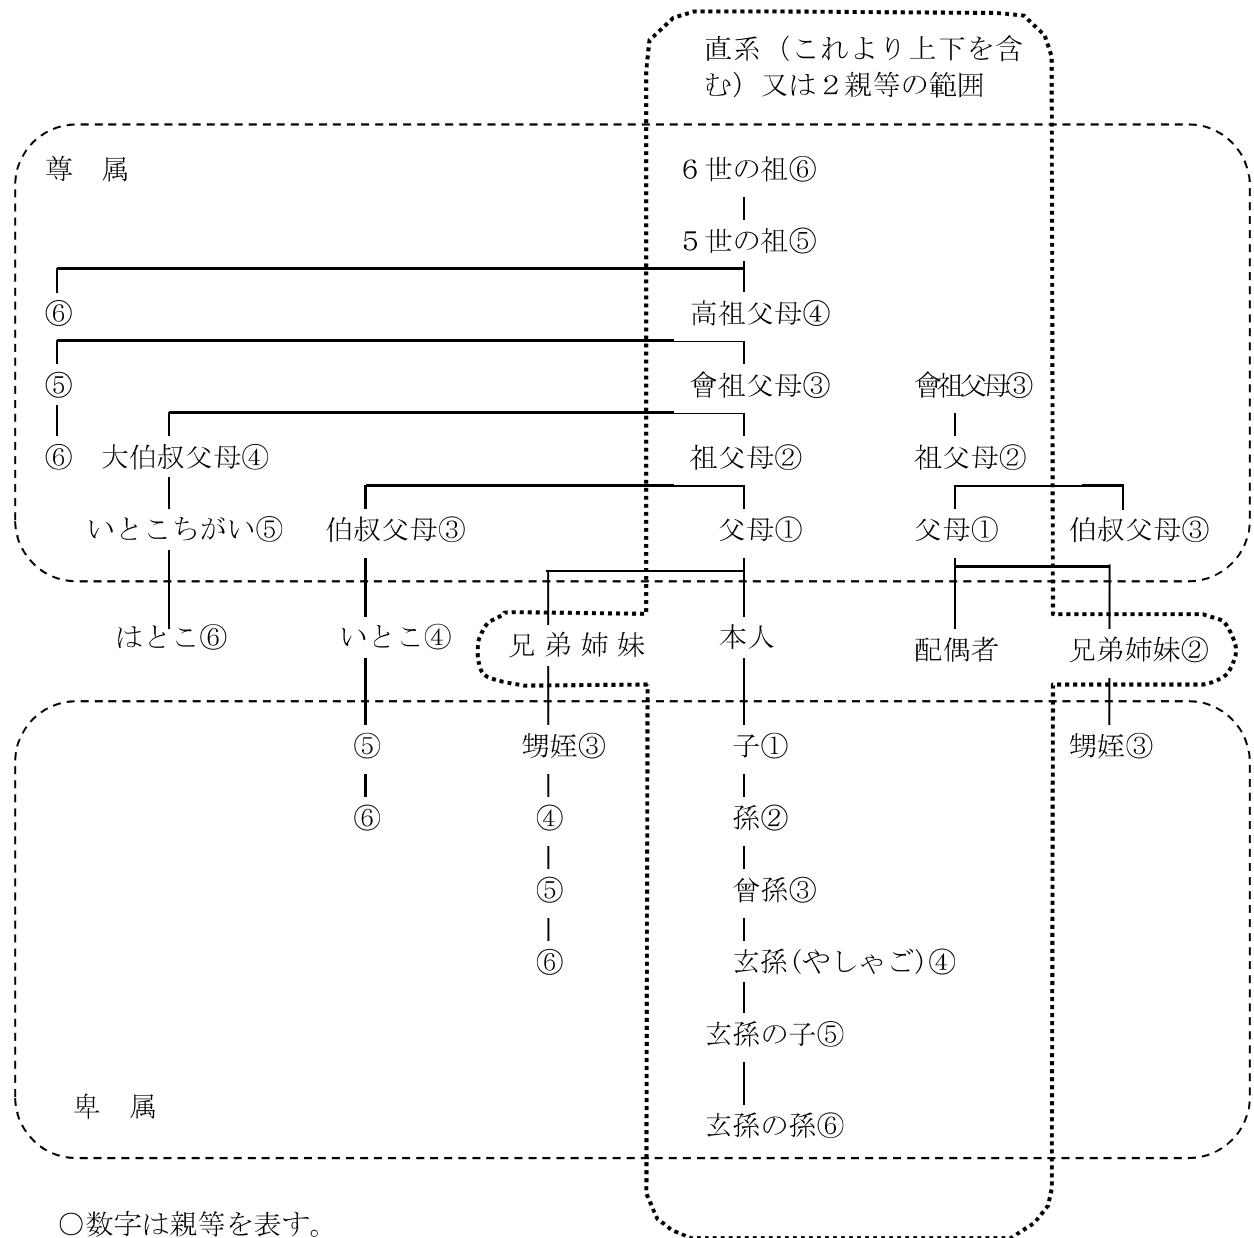 直系（これより上下を含
む）又は２親等の範囲
尊　属
６世の祖⑥
５世の祖⑤
⑥
高祖父母④
⑤
會祖父母③
會祖父母③
⑥
大伯叔父母④
祖父母②
祖父母②
いとこちがい⑤
伯叔父母③
父母①
父母①
伯叔父母③
はとこ⑥
いとこ④
兄 弟 姉 妹
本人
配偶者
兄弟姉妹②
⑤
甥姪③
子①
甥姪③
⑥
④
孫②
⑤
曾孫③
⑥
玄孫(やしゃご)④
玄孫の子⑤
卑　属
玄孫の孫⑥
○数字は親等を表す。